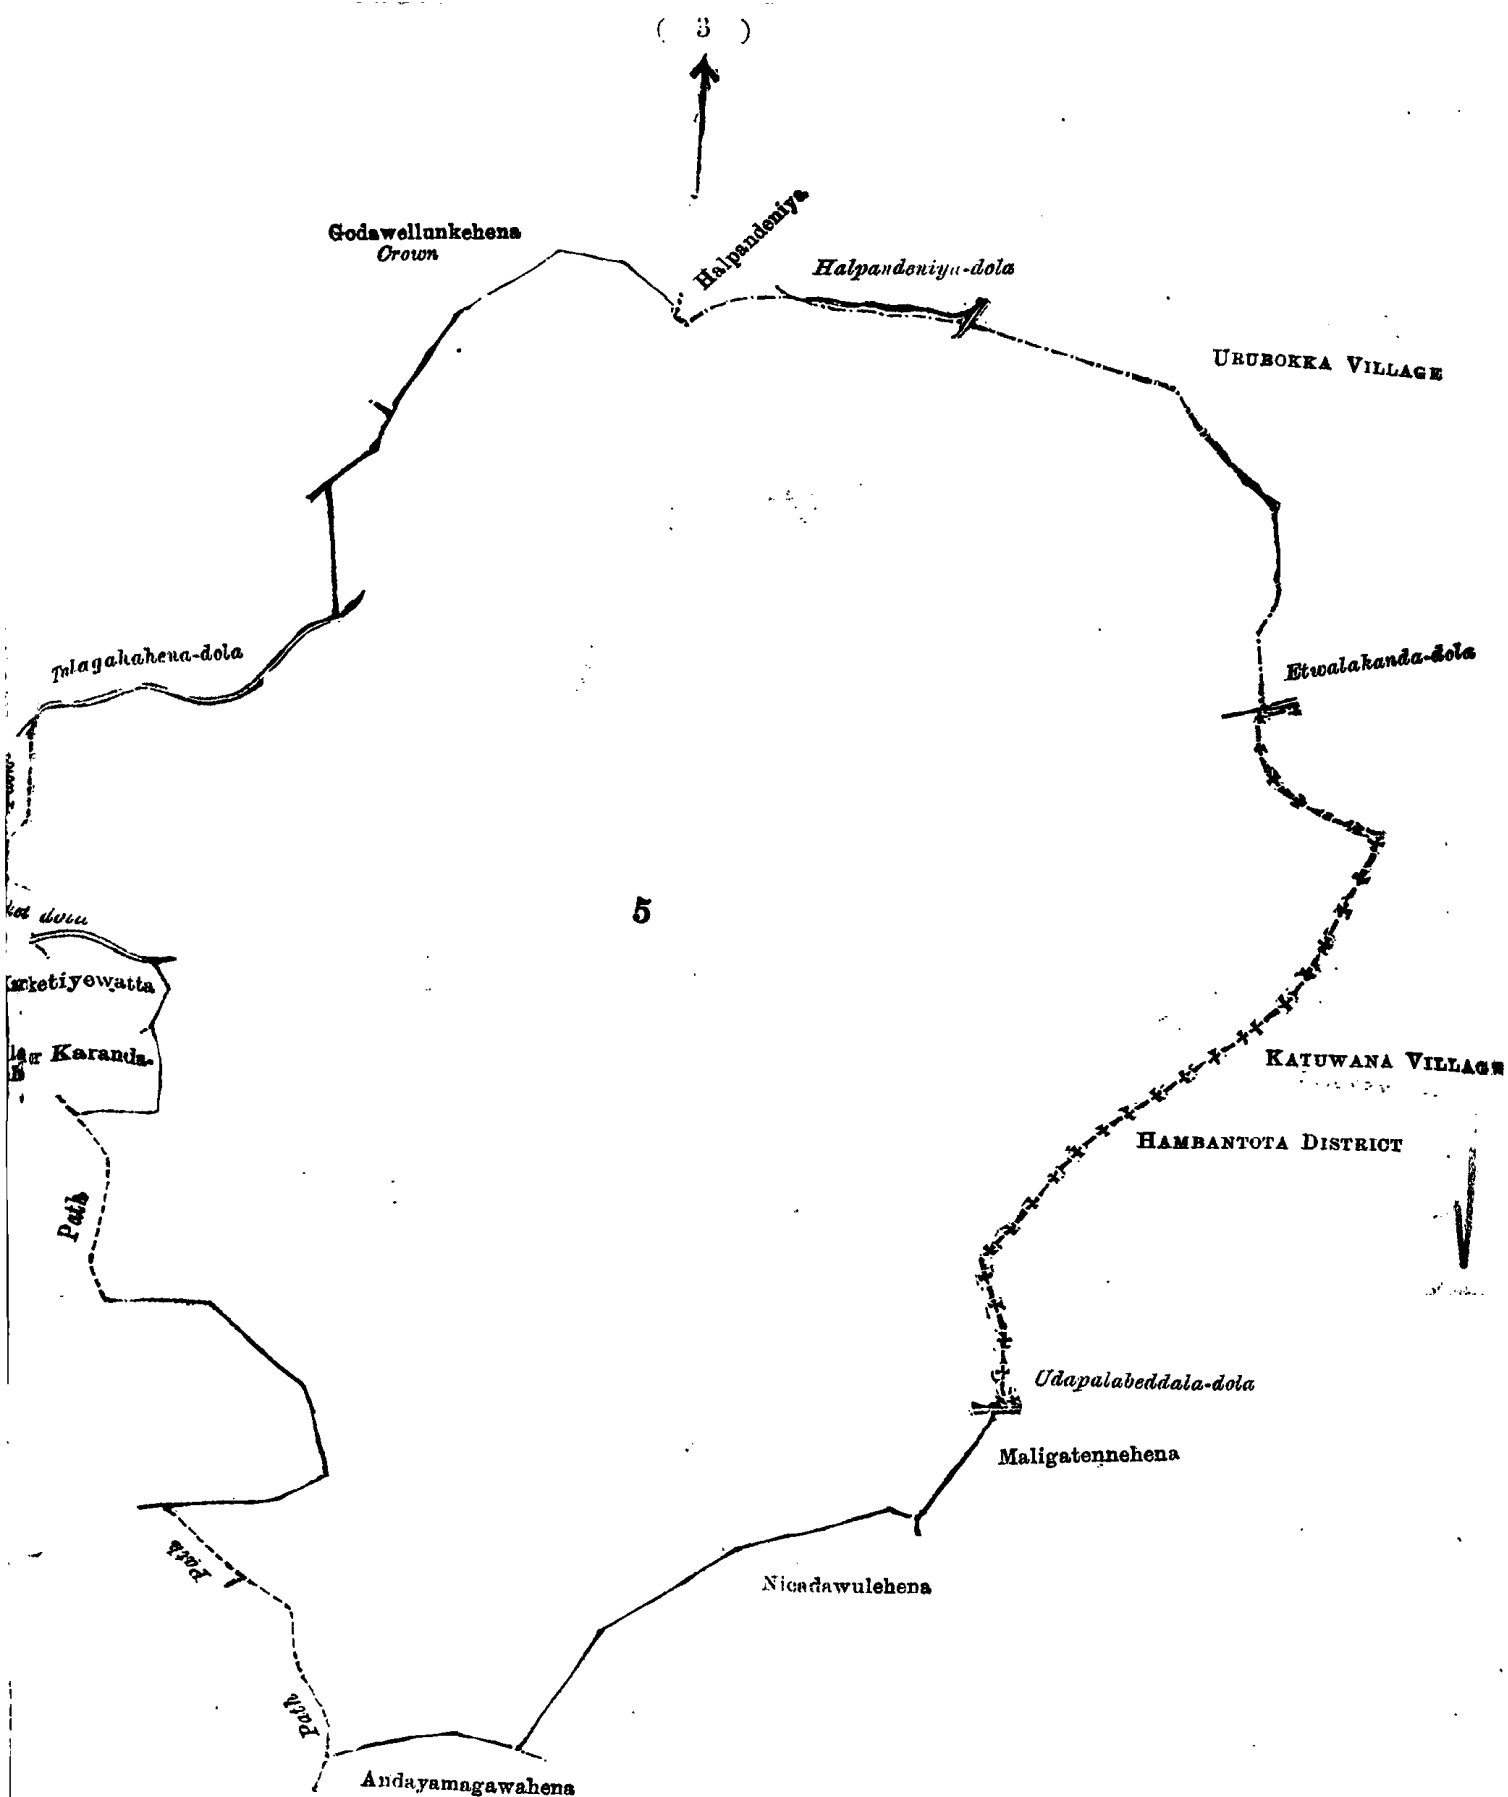 ( 3 )
Halpandeniya
Godawellunkehena
Crown
Halpandeniya-dola
URUBOKKA VILLAGE
Talagahahena-dola
Etwalakanda-dola
5
dola
Karanda-
KATUWANA VILLAGE
HAMBANTOTA DISTRICT
Path
Udapalabeddala-dola
Maligatennehena
Path
Nicadawulehena
Path
Andayamagawahena